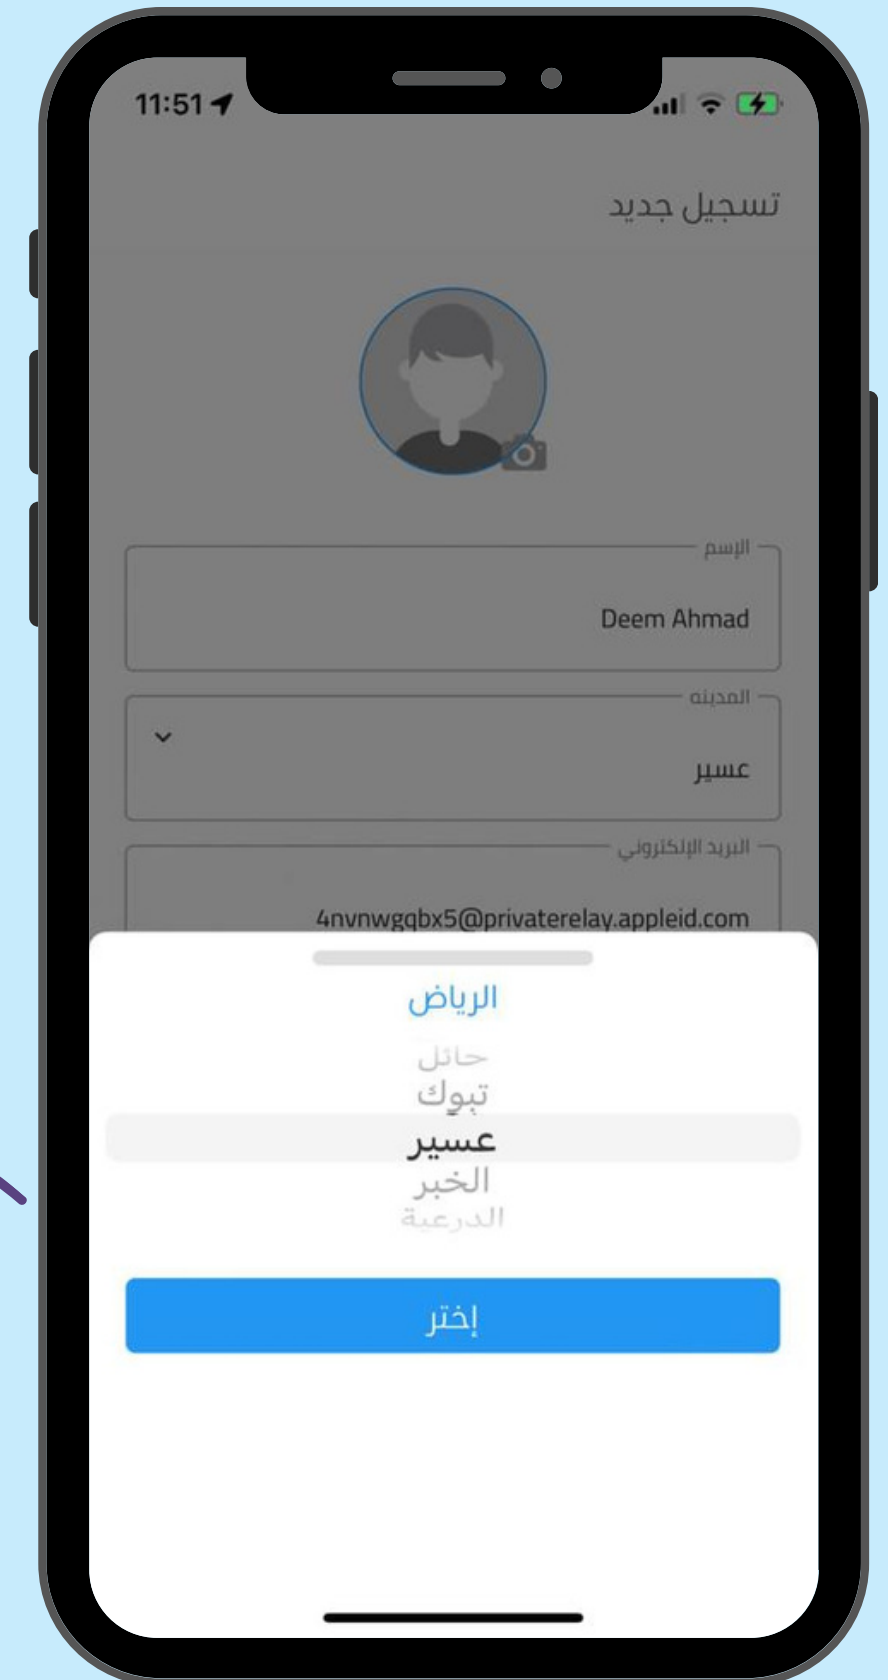 11:51
تسجيل جديد
الإسم
Deem Ahmad
المدينه
عسير
البريد الإلكتروني
4nvnwgqbx5@privaterelay.appleid.com
الرياض
حائل
تبوك
عسير
الخبر
الدرعية
إختر